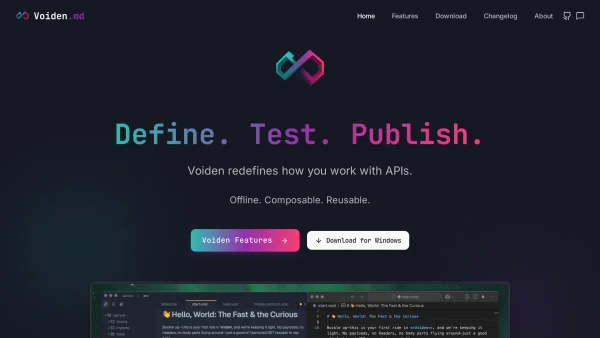 Voiden.md
Home Features Download Changelog About
Define. Test. Publish.
Voiden redefines how you work with APIs.
Offline. Composable. Reusable.
Voiden Features →
↓ Download for Windows
👋 Hello, World: The Fast & the Curious
# 👋 Hello, World: The Fast & the Curious
Buckle up—this is your first ride in
and we're keeping it
light. No payloads, no headers, no body parts flying around—just a good